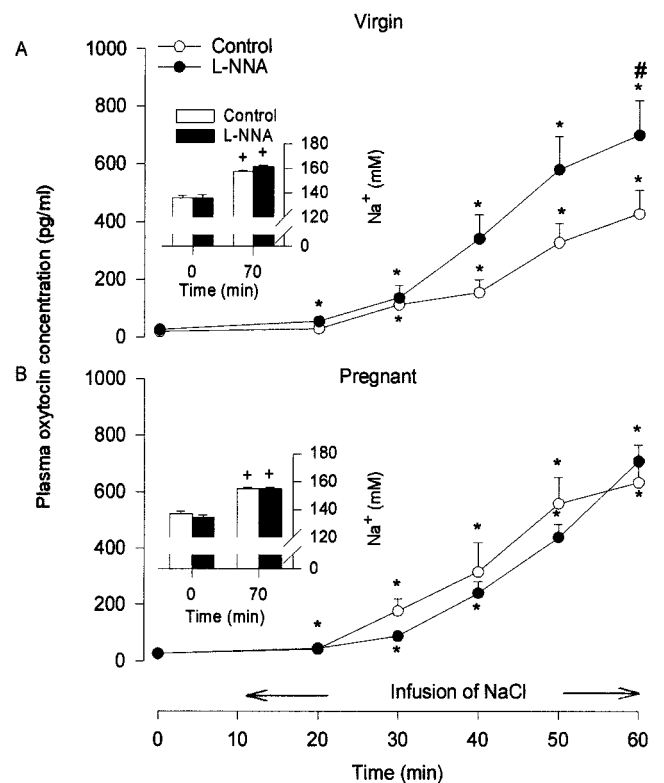 Virgin
A
Control
L-NNA
Control
L-NNA
1000
800
600
400
200
0
180
160
140
120
0
Na+ (mM)
0 70
Time (min)
+ +
* * * * *
* * * * *
#
Plasma oxytocin concentration (pg/ml)
B
Pregnant
1000
800
600
400
200
0
180
160
140
120
0
Na+ (mM)
0 70
Time (min)
+ +
* * * * *
* * * *
Infusion of NaCl
0 10 20 30 40 50 60
Time (min)